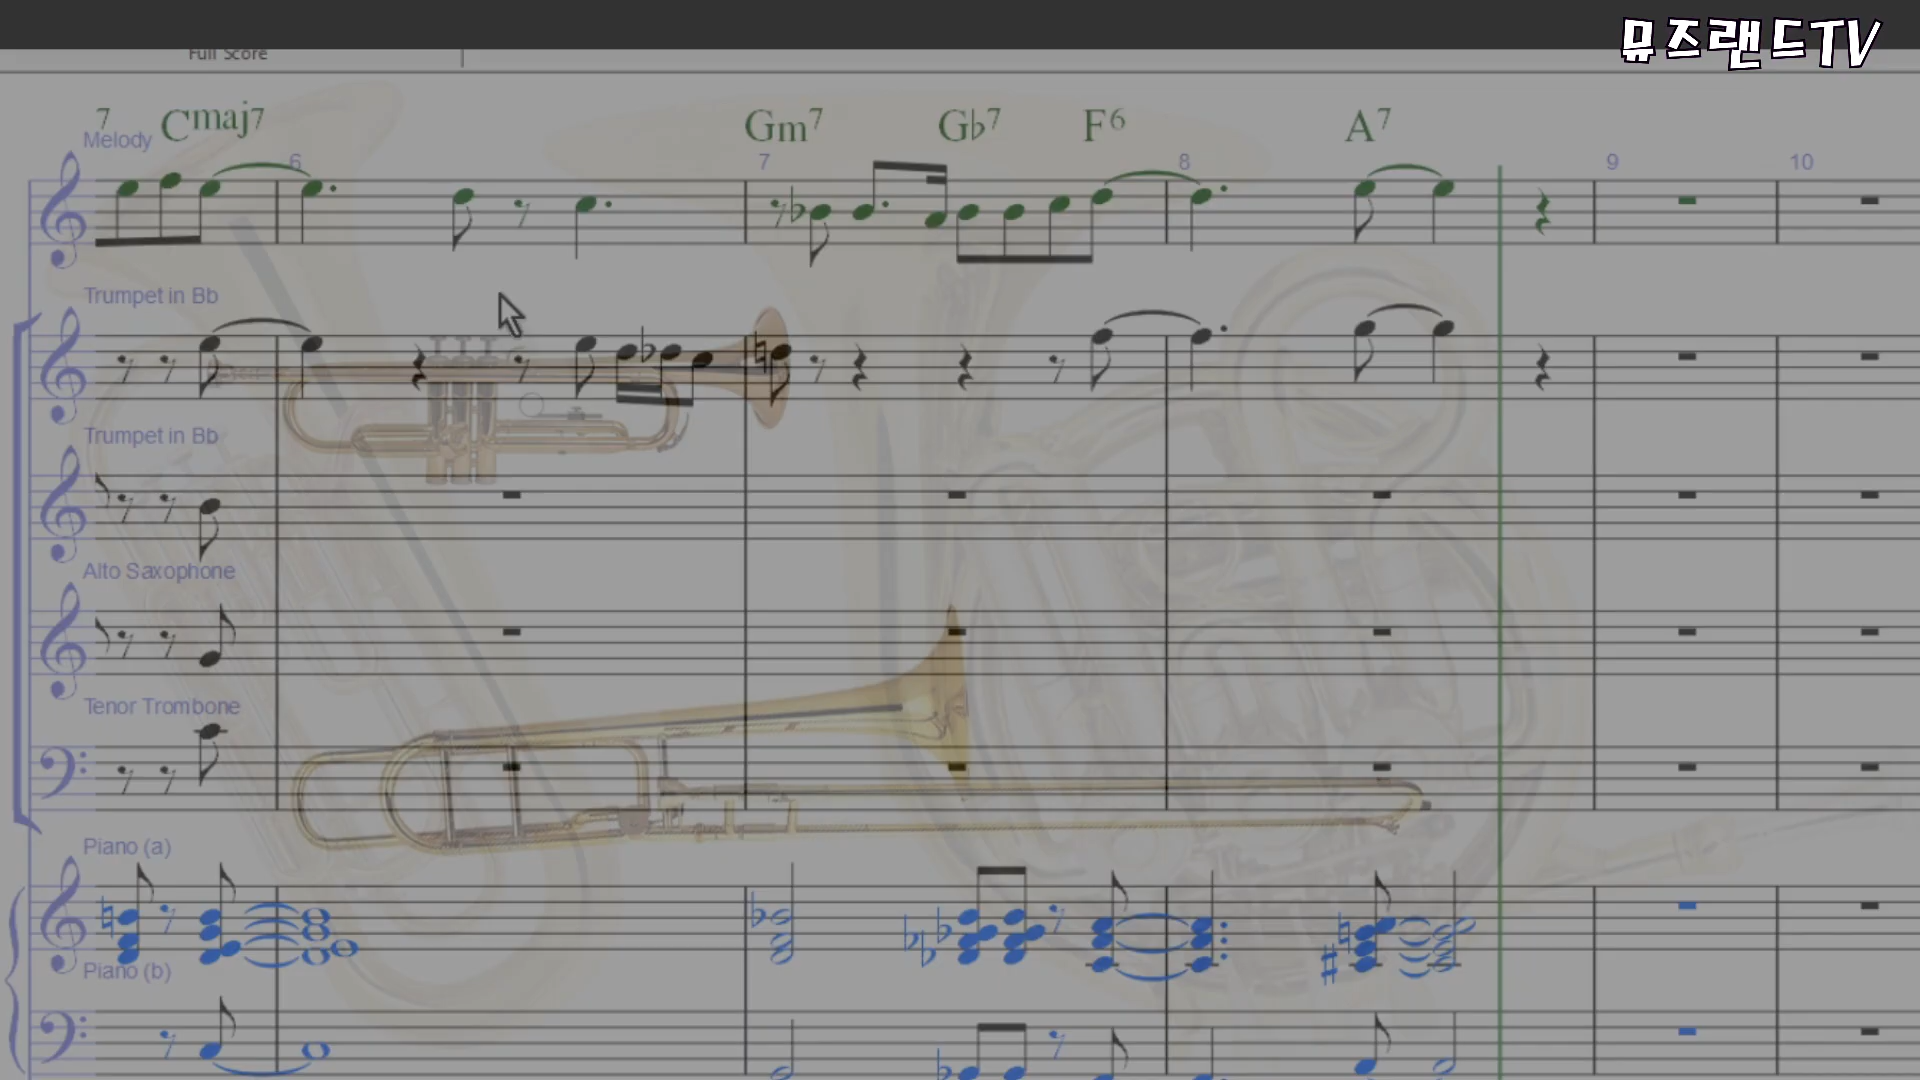 뮤즈랜드TV
Full Score
7 Cmaj7 Gm7 Gb7 F6 A7
Melody
6 7 8 9 10
Trumpet in Bb
Trumpet in Bb
Alto Saxophone
Tenor Trombone
Piano (a)
Piano (b)